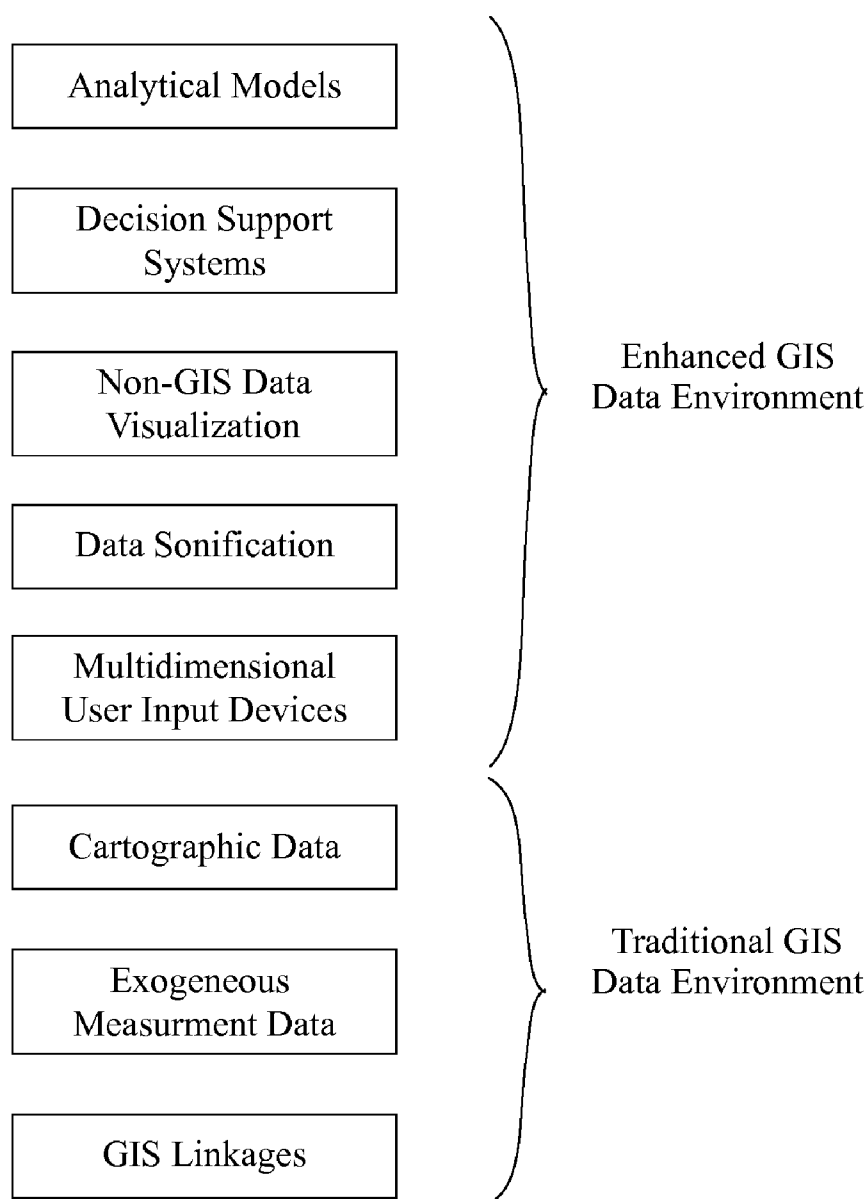 Analytical Models
Decision Support
Systems
Non-GIS Data
Visualization
Data Sonification
Multidimensional
User Input Devices
Enhanced GIS
Data Environment
Cartographic Data
Exogeneous
Measurment Data
GIS Linkages
Traditional GIS
Data Environment